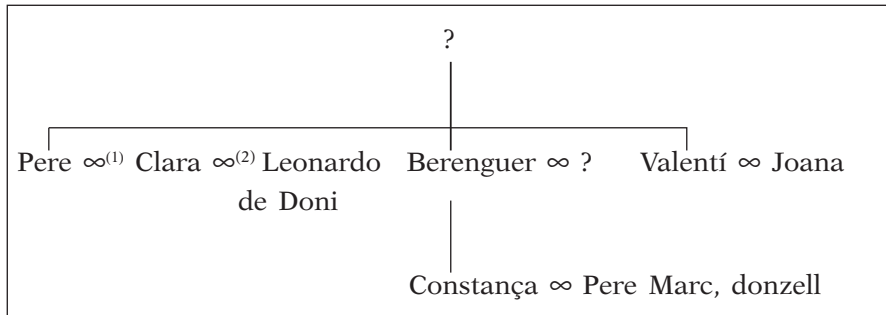 ?
Pere ∞(1) Clara ∞(2) Leonardo de Doni Berenguer ∞ ? Valentí ∞ Joana
Constança ∞ Pere Marc, donzell